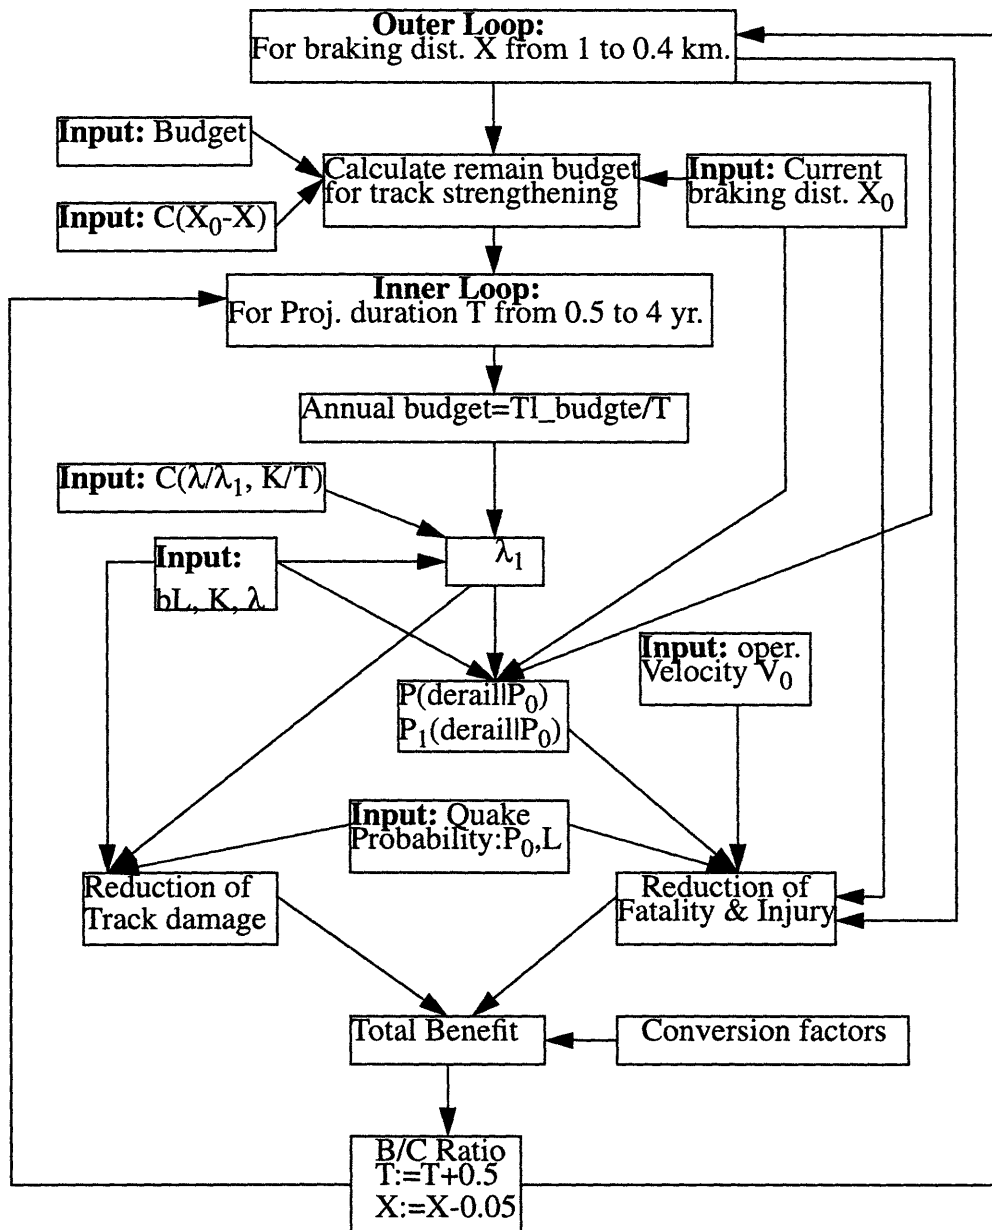 Outer Loop:
For braking dist. X from 1 to 0.4 km.
Input: Budget
Calculate remain budget
for track strengthening
Input: Current
braking dist. X₀
Input: C(X₀-X)
Inner Loop:
For Proj. duration T from 0.5 to 4 yr.
Annual budget=Tl_budgte/T
Input: C(λ/λ₁, K/T)
λ₁
Input:
bL, K, λ
Input: oper.
Velocity V₀
P(derail|P₀)
P₁(derail|P₀)
Input: Quake
Probability:P₀,L
Reduction of
Track damage
Reduction of
Fatality & Injury
Total Benefit
Conversion factors
B/C Ratio
T:=T+0.5
X:=X-0.05